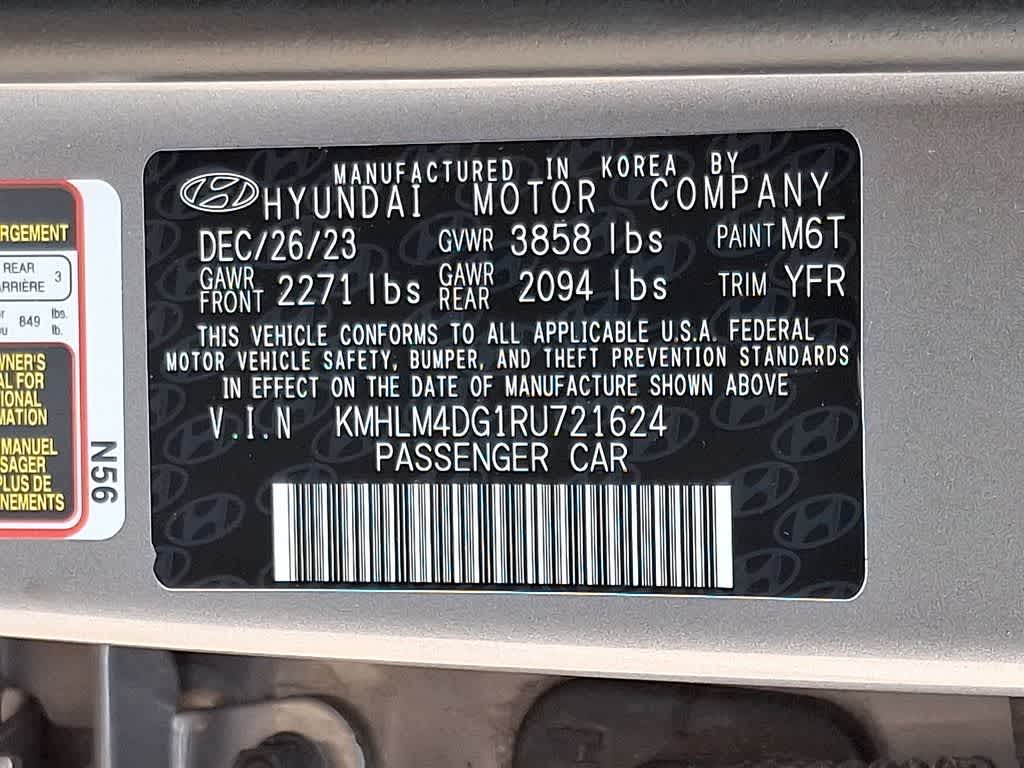 MANUFACTURED IN KOREA BY
HYUNDAI MOTOR COMPANY
DEC/26/23 GVWR 3858 lbs PAINT M6T
GAWR FRONT 2271 lbs GAWR REAR 2094 lbs TRIM YFR
THIS VEHICLE CONFORMS TO ALL APPLICABLE U.S.A. FEDERAL
MOTOR VEHICLE SAFETY, BUMPER, AND THEFT PREVENTION STANDARDS
IN EFFECT ON THE DATE OF MANUFACTURE SHOWN ABOVE
V.I.N KMHLM4DG1RU721624
PASSENGER CAR
RGEMENT
REAR 3
ARRIÈRE
849 lbs.
lb.
WNER'S
AL FOR
TIONAL
MATION
MANUEL
SAGER
PLUS DE
NEMENTS
N56